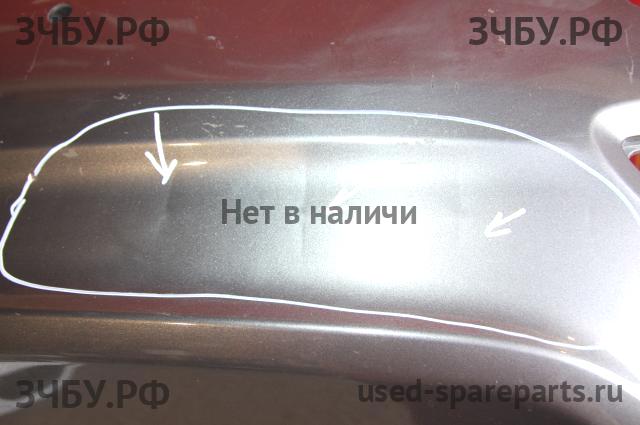 ЗЧБУ.РФ ЗЧБУ.РФ
Нет в наличи
ЗЧБУ.РФ used-spareparts.ru